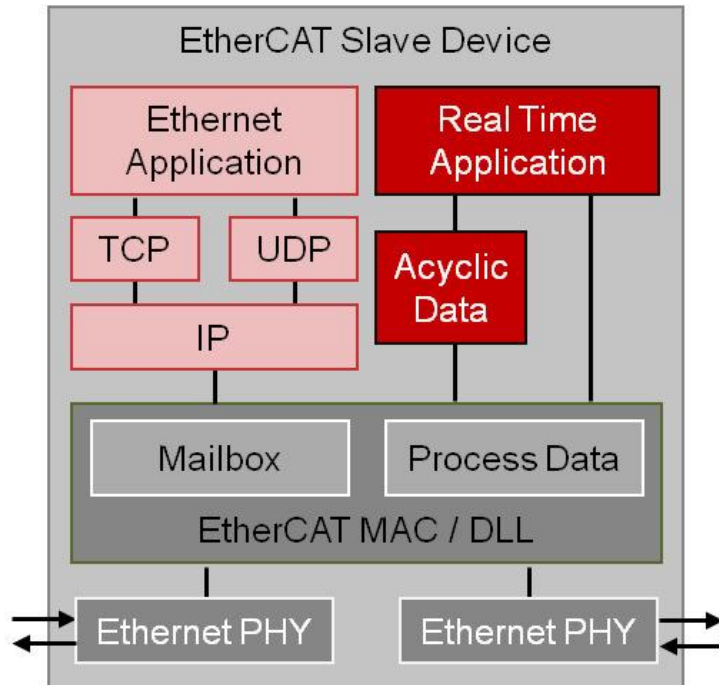 EtherCAT Slave Device
Ethernet
Application
Real Time
Application
TCP
UDP
Acyclic
Data
IP
Mailbox
Process Data
EtherCAT MAC / DLL
Ethernet PHY
Ethernet PHY